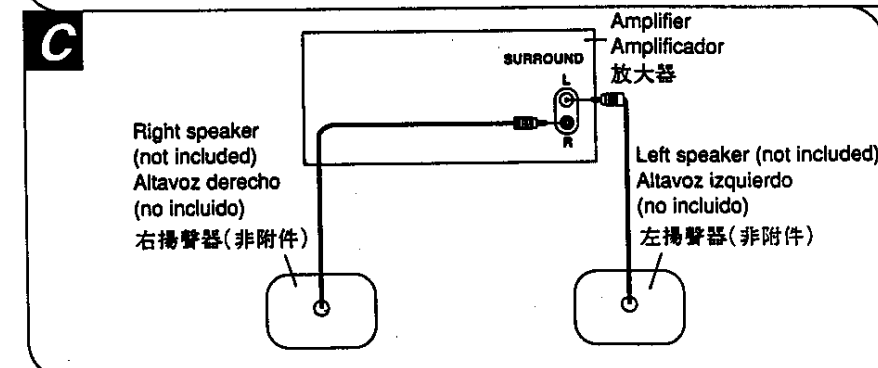 C
Amplifier
Amplificador
放大器
SURROUND
L
R
Right speaker
(not included)
Altavoz derecho
(no incluido)
右揚聲器(非附件)
Left speaker (not included)
Altavoz izquierdo
(no incluido)
左揚聲器(非附件)